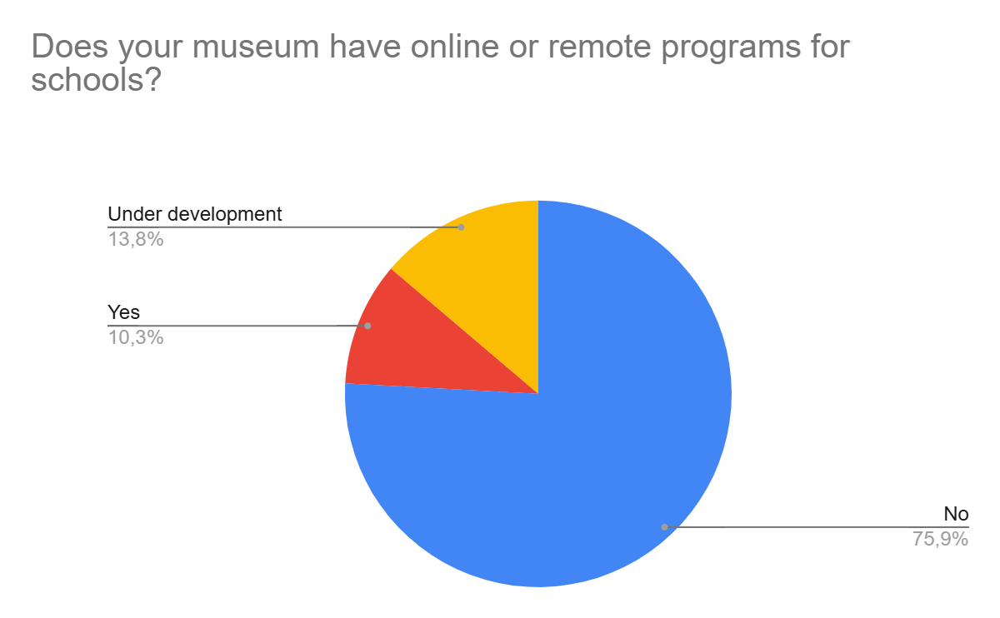 Does your museum have online or remote programs for
schools?
Under development
13,8%
Yes
10,3%
No
75,9%